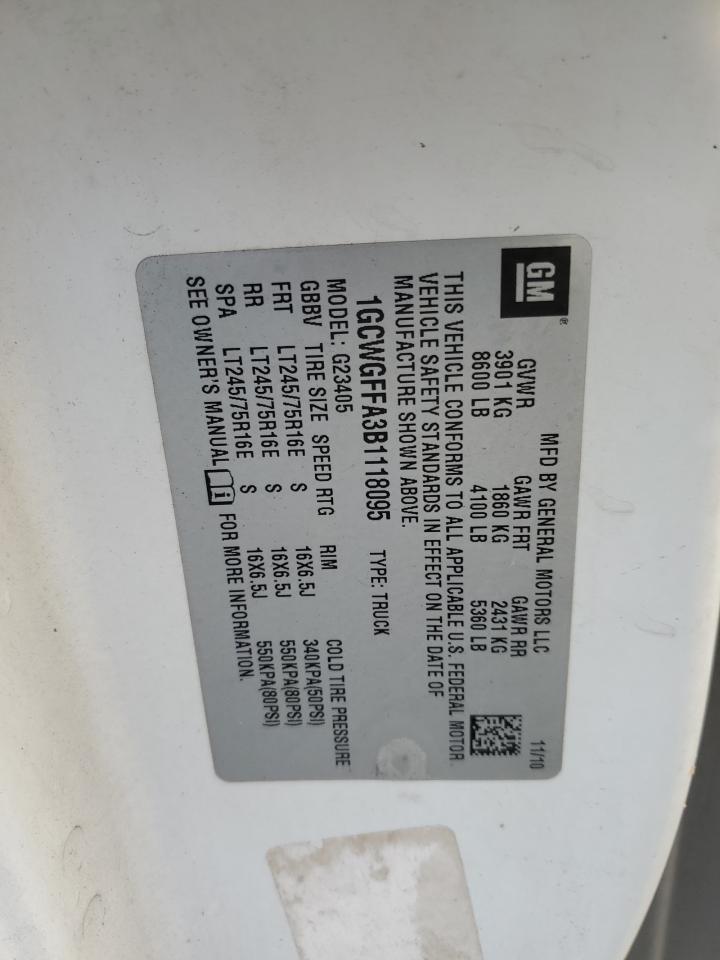 GM®
MFD BY GENERAL MOTORS LLC 11/10
GVWR GAWR FRT GAWR RR
3901 KG 1860 KG 2431 KG
8600 LB 4100 LB 5360 LB
THIS VEHICLE CONFORMS TO ALL APPLICABLE U.S. FEDERAL MOTOR
VEHICLE SAFETY STANDARDS IN EFFECT ON THE DATE OF
MANUFACTURE SHOWN ABOVE.
1GCWGFFA3B1118095 TYPE: TRUCK
MODEL: G23405
GBBV TIRE SIZE SPEED RTG RIM COLD TIRE PRESSURE
FRT LT245/75R16E S 16X6.5J 340KPA(50PSI)
RR LT245/75R16E S 16X6.5J 550KPA(80PSI)
SPA LT245/75R16E S 16X6.5J 550KPA(80PSI)
SEE OWNER'S MANUAL FOR MORE INFORMATION.